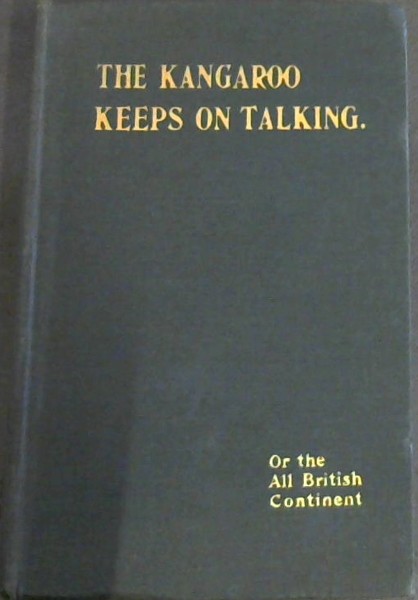 THE KANGAROO
KEEPS ON TALKING.
Or the
All British
Continent